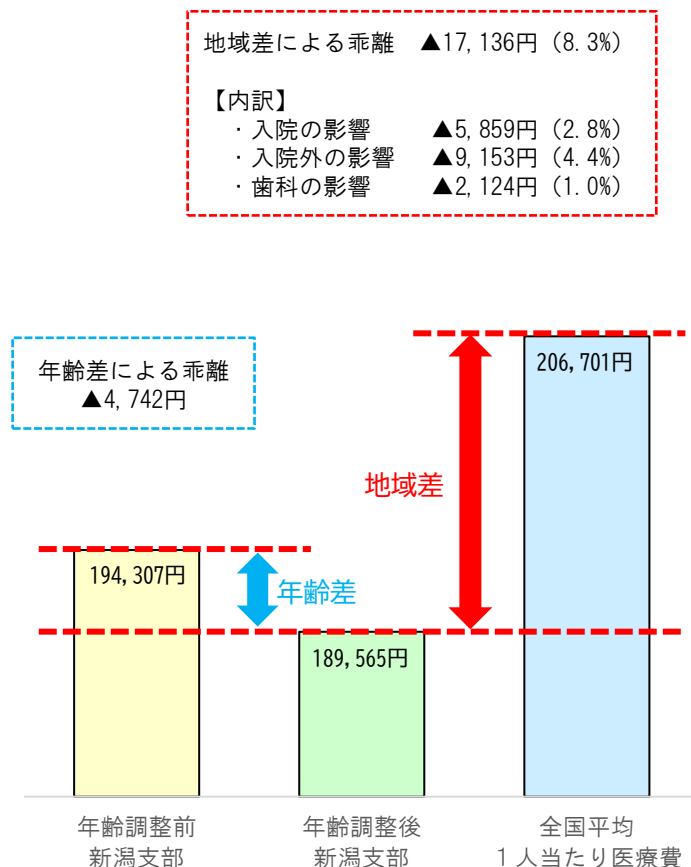 地域差による乖離 ▲17,136円（8.3%）
【内訳】
・入院の影響 ▲5,859円（2.8%）
・入院外の影響 ▲9,153円（4.4%）
・歯科の影響 ▲2,124円（1.0%）
年齢差による乖離
▲4,742円
206,701円
地域差
194,307円
年齢差
189,565円
年齢調整前
新潟支部
年齢調整後
新潟支部
全国平均
１人当たり医療費